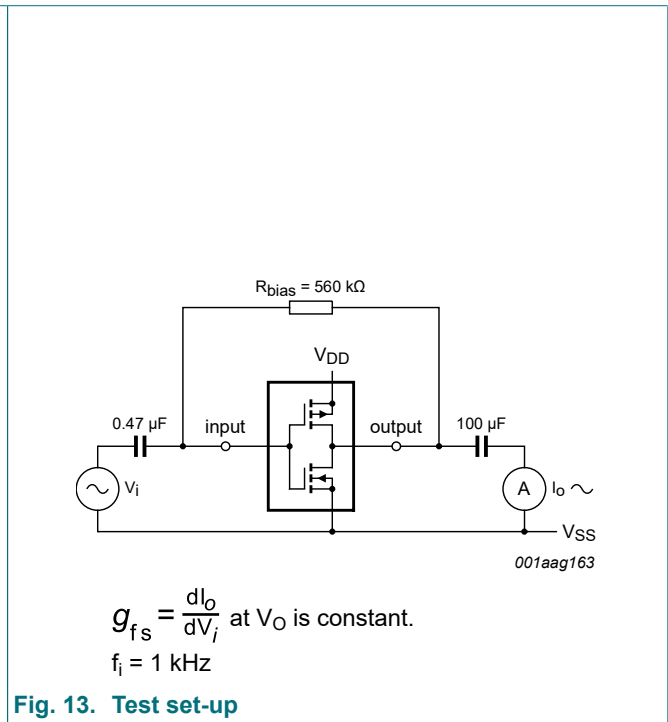 Rbias = 560 kΩ
VDD
0.47 µF
input
output
100 µF
Vi
A
Io
VSS
001aag163
gfs = dIo/dVi at VO is constant.
fi = 1 kHz
Fig. 13. Test set-up